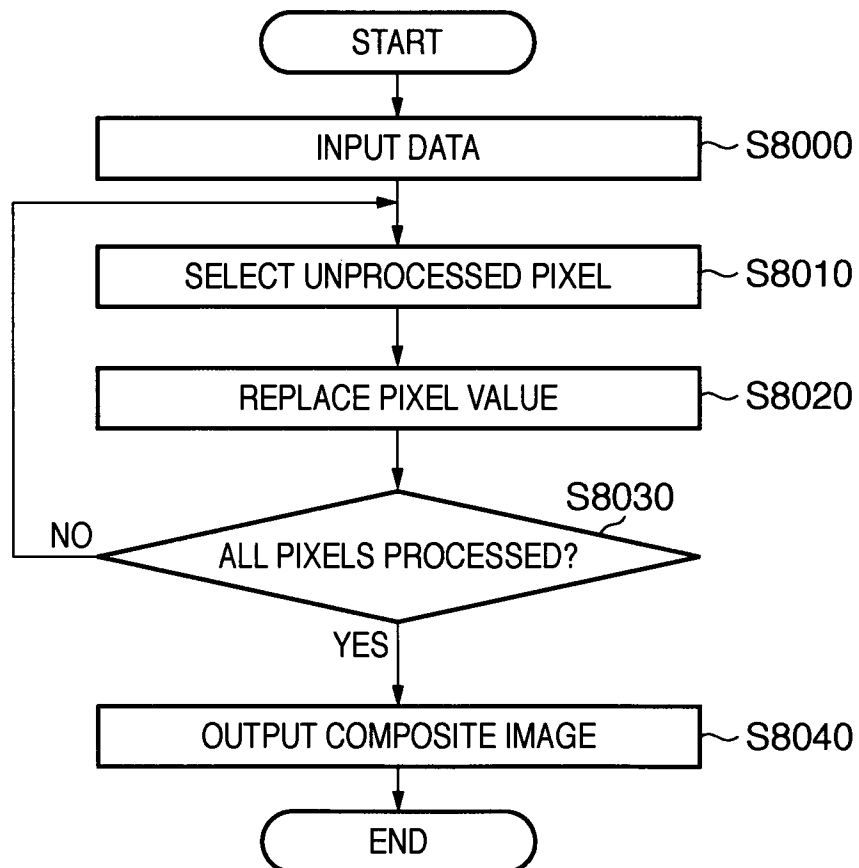 START
INPUT DATA
S8000
SELECT UNPROCESSED PIXEL
S8010
REPLACE PIXEL VALUE
S8020
S8030
NO
ALL PIXELS PROCESSED?
YES
OUTPUT COMPOSITE IMAGE
S8040
END